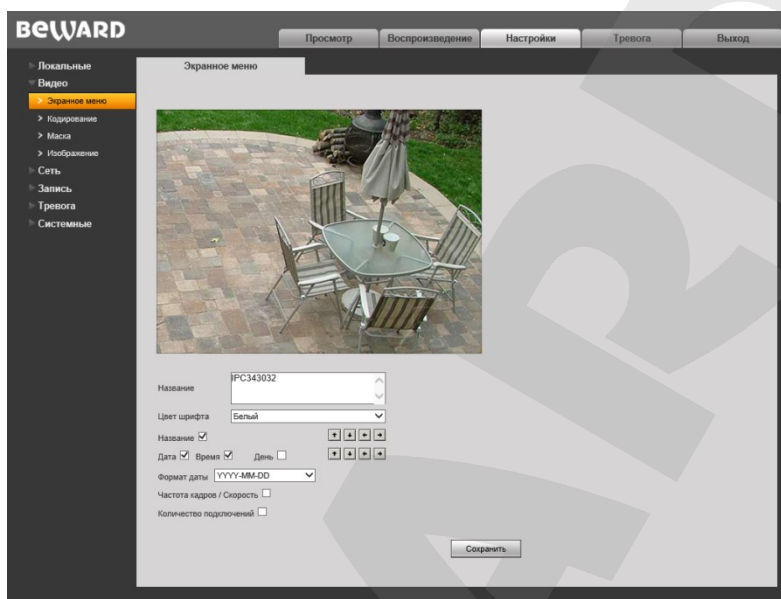 BEWARD
Просмотр Воспроизведение Настройки Тревога Выход
Локальные
Видео
Экранное меню
Кодирование
Маска
Изображение
Сеть
Запись
Тревога
Системные
Экранное меню
Название IPC343032
Цвет шрифта Белый
Название
Дата Время День
Формат даты YYYY-MM-DD
Частота кадров / Скорость
Количество подключений
Сохранить